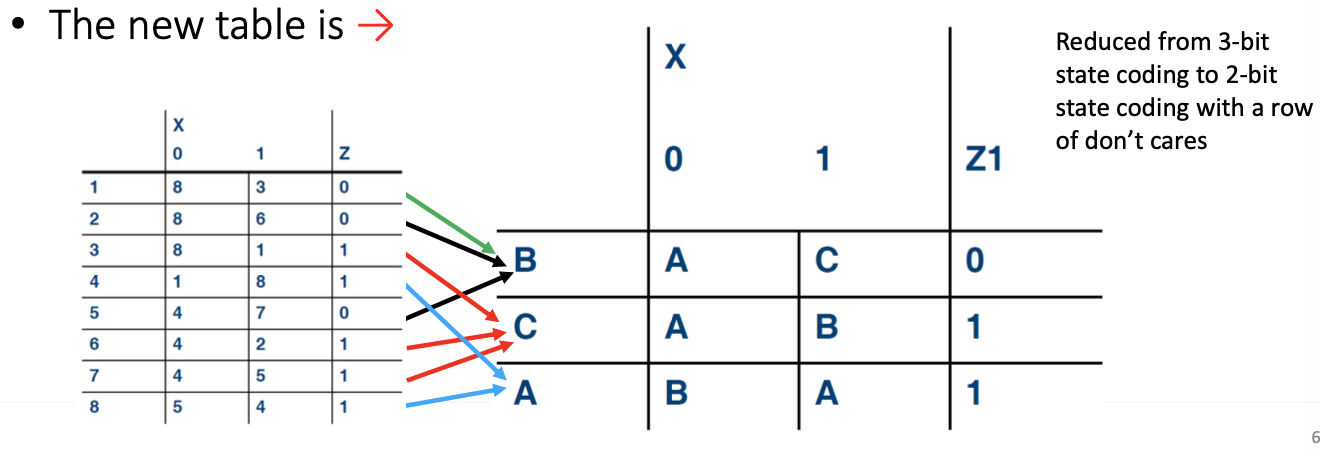 • The new table is →
X
0 1 Z
1 8 3 0
2 8 6 0
3 8 1 1
4 1 8 1
5 4 7 0
6 4 2 1
7 4 5 1
8 5 4 1
X
0 1 Z1
B A C 0
C A B 1
A B A 1
Reduced from 3-bit
state coding to 2-bit
state coding with a row
of don’t cares
6